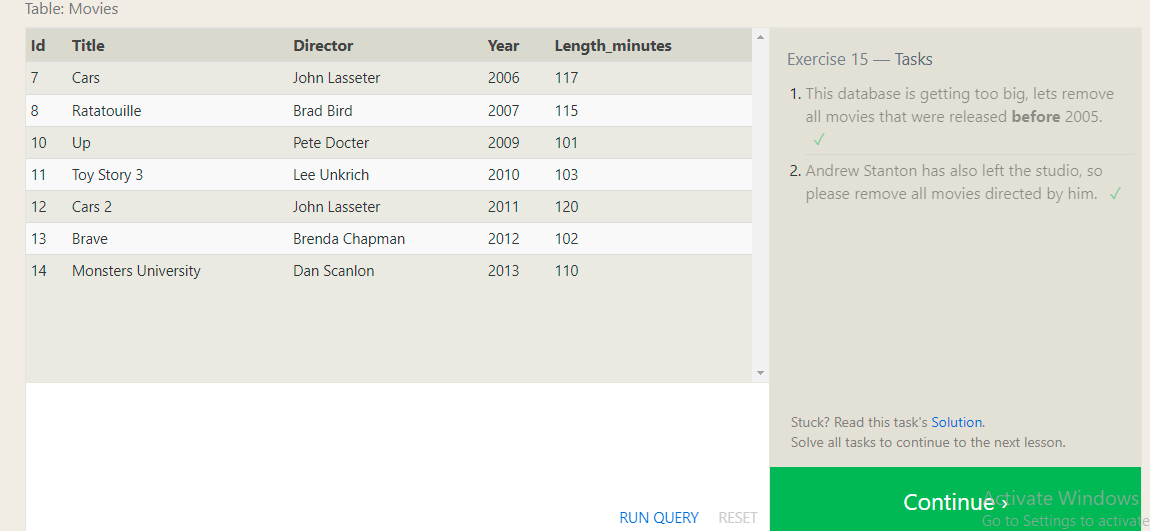 Table: Movies
Id Title Director Year Length_minutes
7 Cars John Lasseter 2006 117
8 Ratatouille Brad Bird 2007 115
10 Up Pete Docter 2009 101
11 Toy Story 3 Lee Unkrich 2010 103
12 Cars 2 John Lasseter 2011 120
13 Brave Brenda Chapman 2012 102
14 Monsters University Dan Scanlon 2013 110
RUN QUERY RESET
Exercise 15 — Tasks
1. This database is getting too big, lets remove
all movies that were released before 2005.
✓
2. Andrew Stanton has also left the studio, so
please remove all movies directed by him. ✓
Stuck? Read this task's Solution.
Solve all tasks to continue to the next lesson.
Continue ›
Activate Windows
Go to Settings to activate